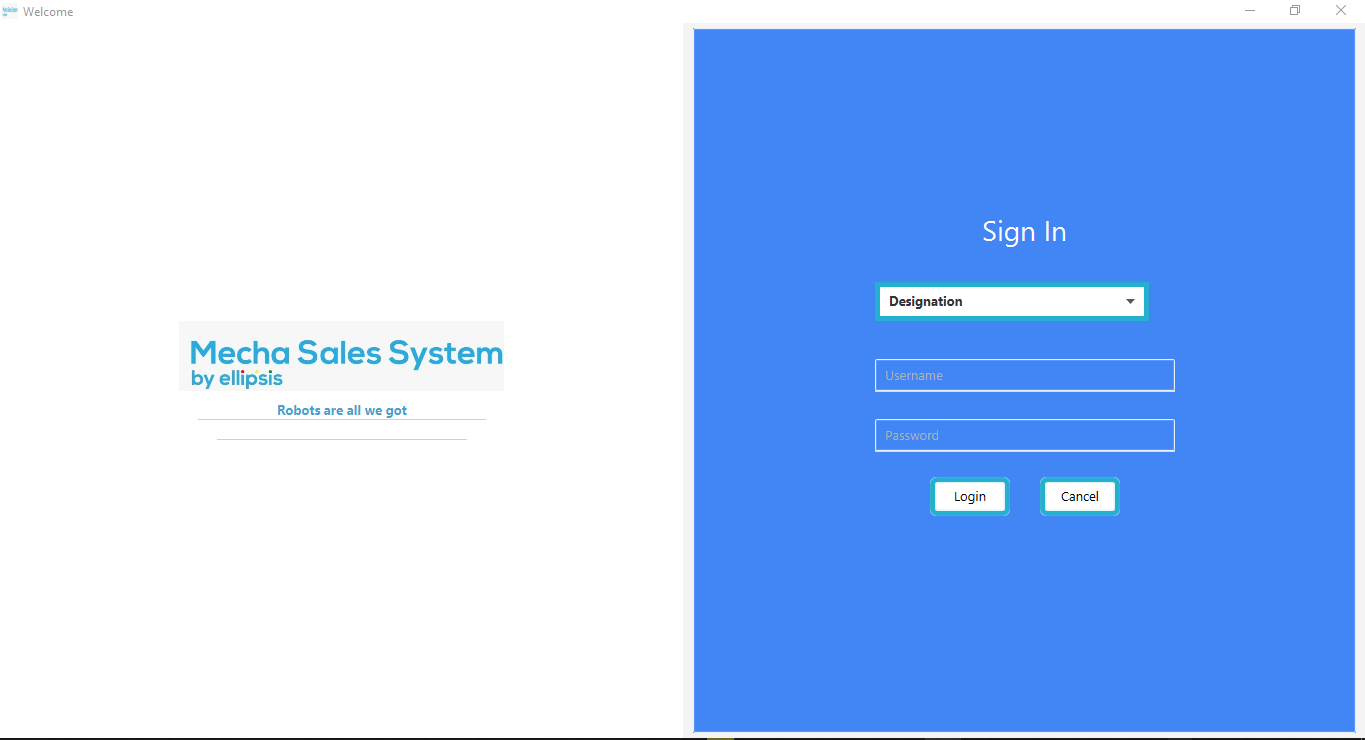 Welcome
Mecha Sales System
by ellipsis
Robots are all we got
Sign In
Designation
Username
Password
Login
Cancel